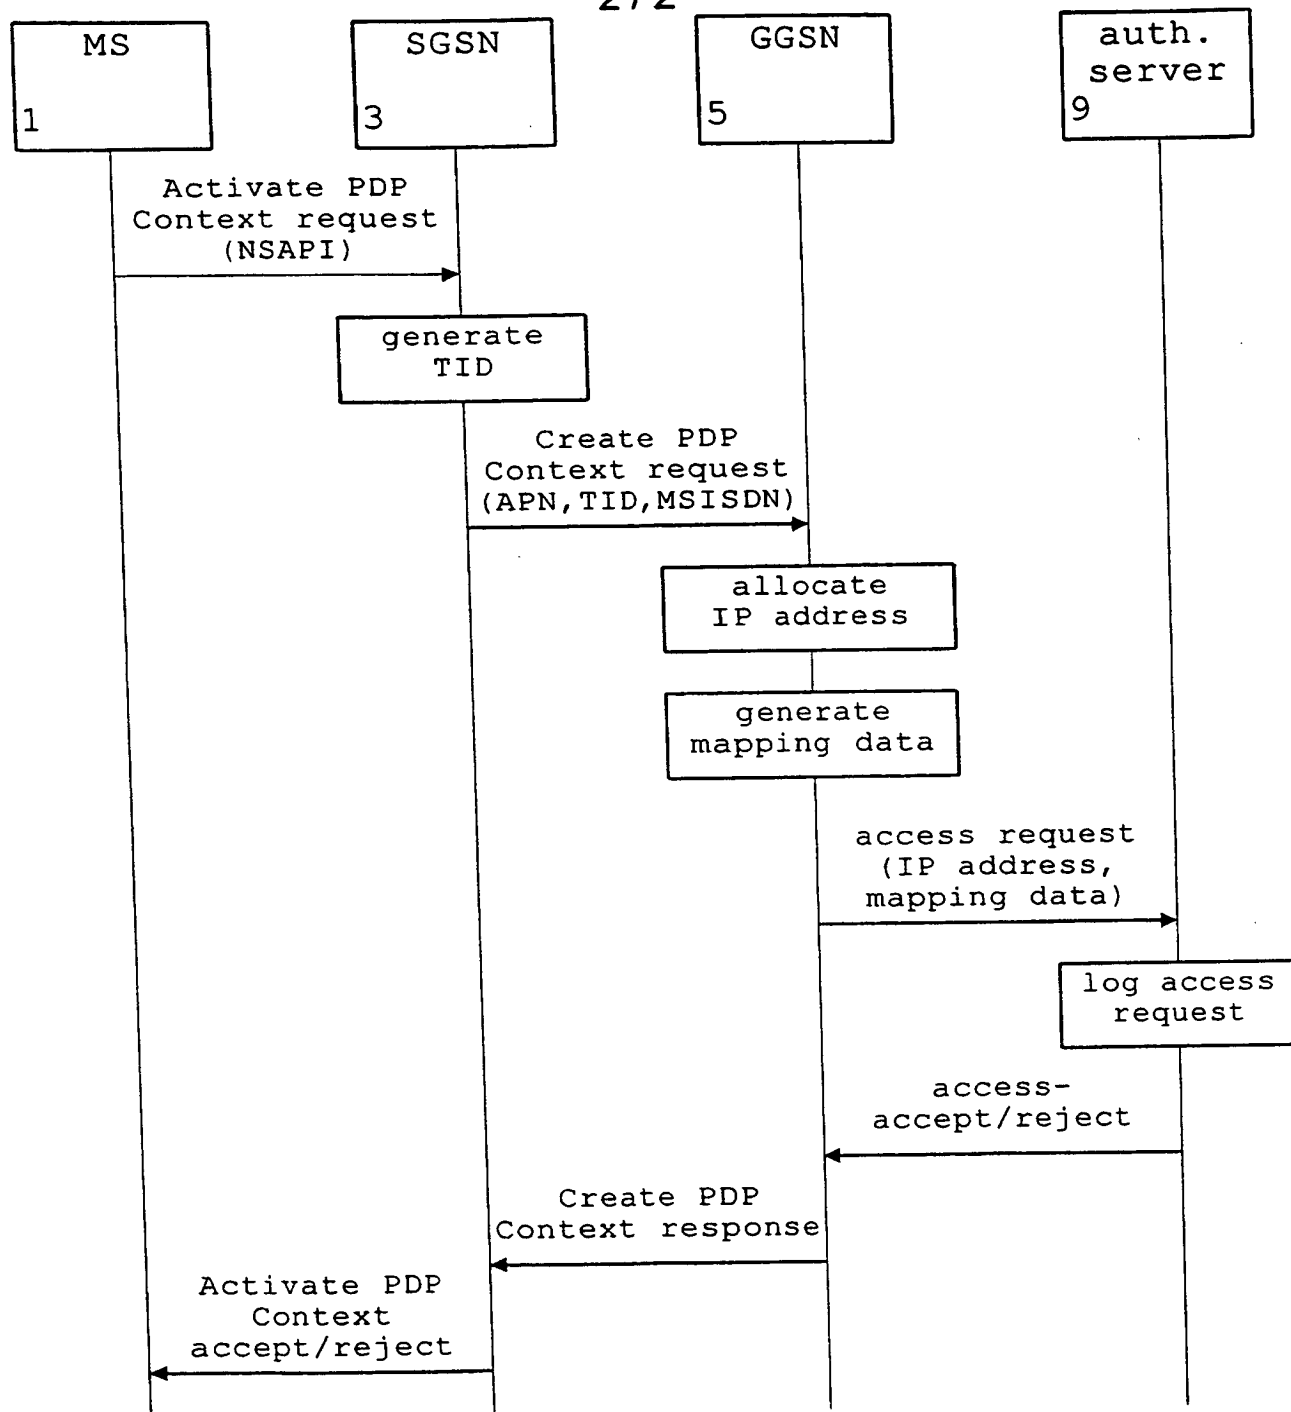 2/2
MS
1
SGSN
3
GGSN
5
auth.
server
9
Activate PDP
Context request
(NSAPI)
generate
TID
Create PDP
Context request
(APN,TID,MSISDN)
allocate
IP address
generate
mapping data
access request
(IP address,
mapping data)
log access
request
access-
accept/reject
Create PDP
Context response
Activate PDP
Context
accept/reject